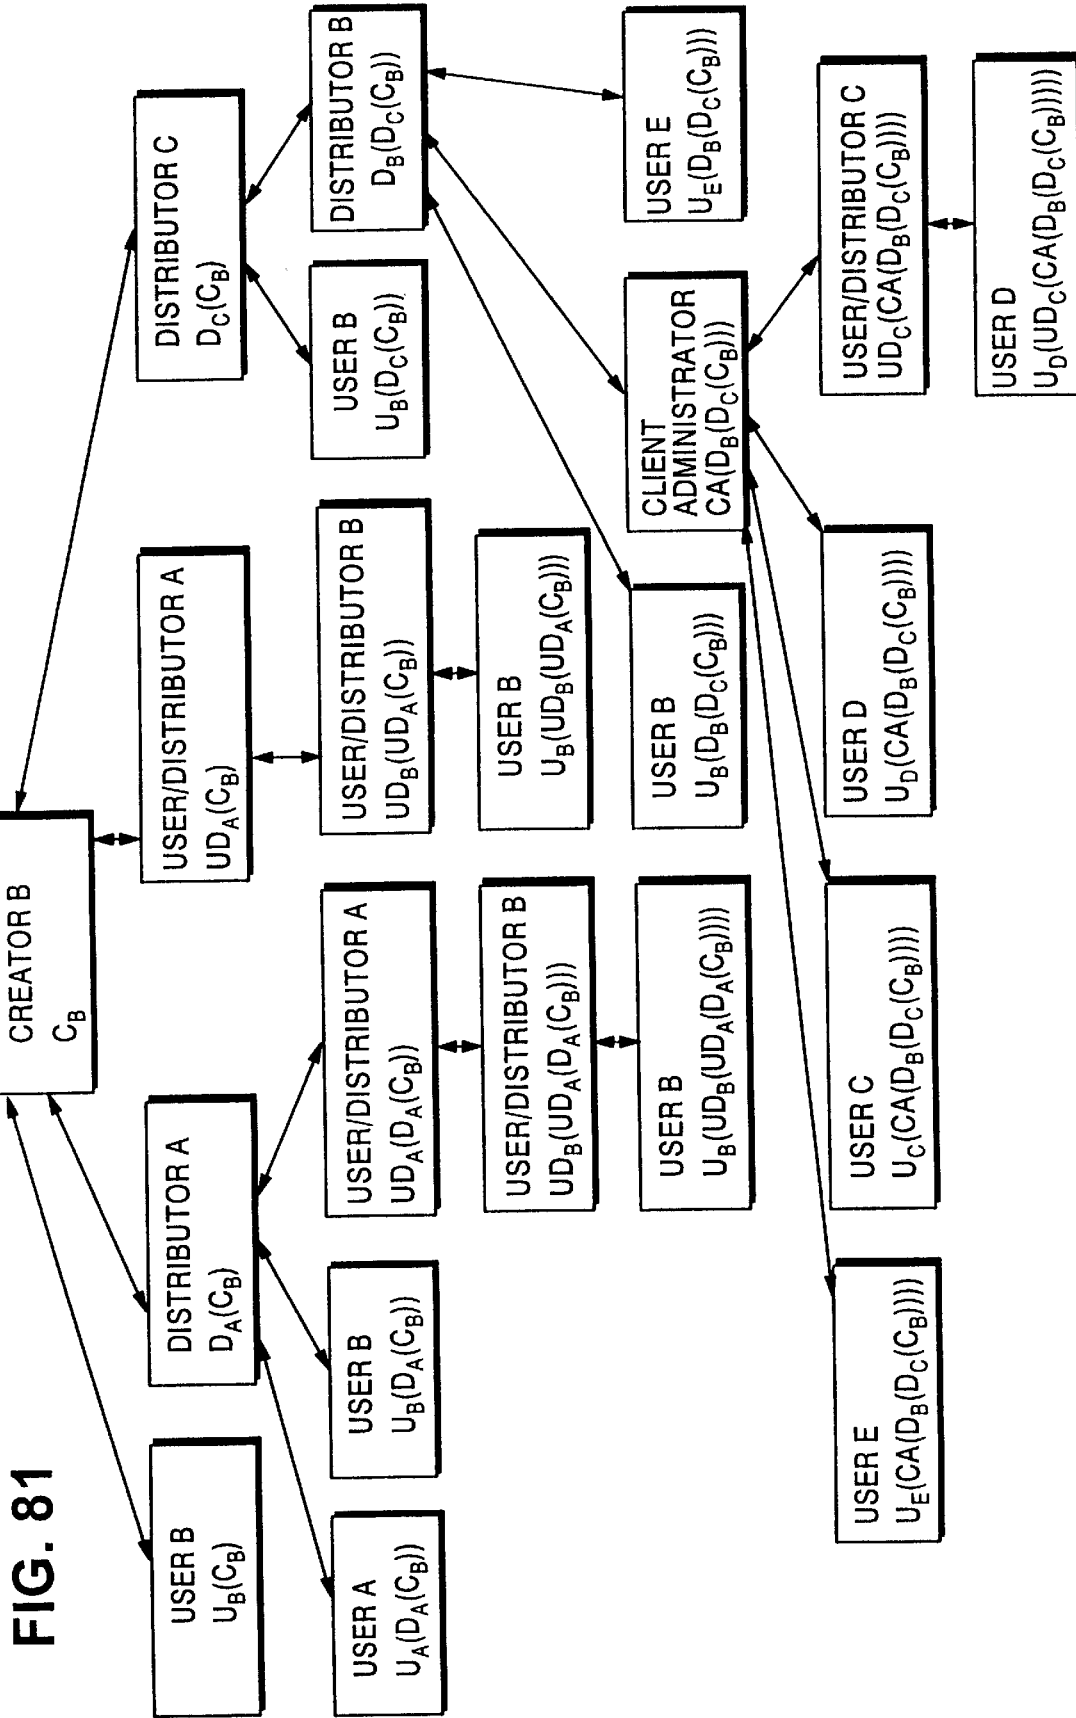 FIG. 81
CREATOR B
C_B
USER B
U_B(C_B)
DISTRIBUTOR A
D_A(C_B)
USER/DISTRIBUTOR A
UD_A(C_B)
DISTRIBUTOR C
D_C(C_B)
USER A
U_A(D_A(C_B))
USER B
U_B(D_A(C_B))
USER/DISTRIBUTOR A
UD_A(D_A(C_B))
USER/DISTRIBUTOR B
UD_B(UD_A(C_B))
USER B
U_B(D_C(C_B))
DISTRIBUTOR B
D_B(D_C(C_B))
USER/DISTRIBUTOR B
UD_B(UD_A(D_A(C_B)))
USER B
U_B(UD_B(UD_A(C_B)))
USER B
U_B(UD_B(UD_A(D_A(C_B))))
USER B
U_B(D_B(D_C(C_B)))
CLIENT
ADMINISTRATOR
CA(D_B(D_C(C_B)))
USER E
U_E(D_B(D_C(C_B)))
USER E
U_E(CA(D_B(D_C(C_B))))
USER C
U_C(CA(D_B(D_C(C_B))))
USER D
U_D(CA(D_B(D_C(C_B))))
USER/DISTRIBUTOR C
UD_C(CA(D_B(D_C(C_B))))
USER D
U_D(UD_C(CA(D_B(D_C(C_B)))))